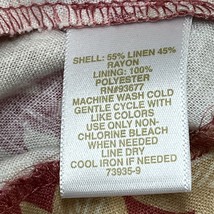 SHELL: 55% LINEN 45%
RAYON
LINING: 100%
POLYESTER
RN#93677
MACHINE WASH COLD
GENTLE CYCLE WITH
LIKE COLORS
USE ONLY NON-
CHLORINE BLEACH
WHEN NEEDED
LINE DRY
COOL IRON IF NEEDED
73935-9